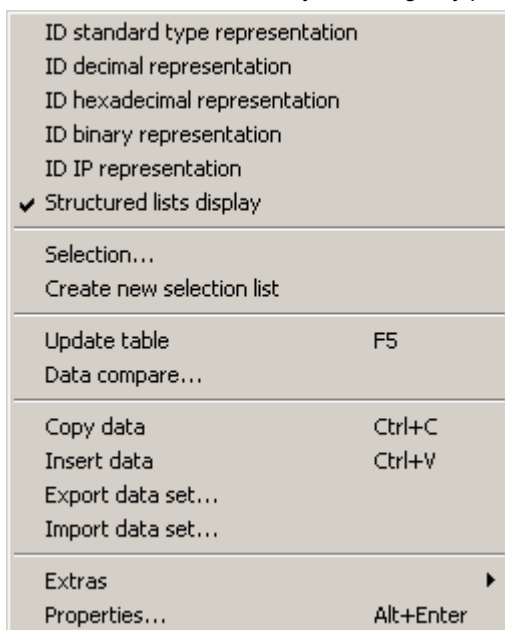 ID standard type representation
ID decimal representation
ID hexadecimal representation
ID binary representation
ID IP representation
✔ Structured lists display
Selection...
Create new selection list
Update table F5
Data compare...
Copy data Ctrl+C
Insert data Ctrl+V
Export data set...
Import data set...
Extras
Properties... Alt+Enter